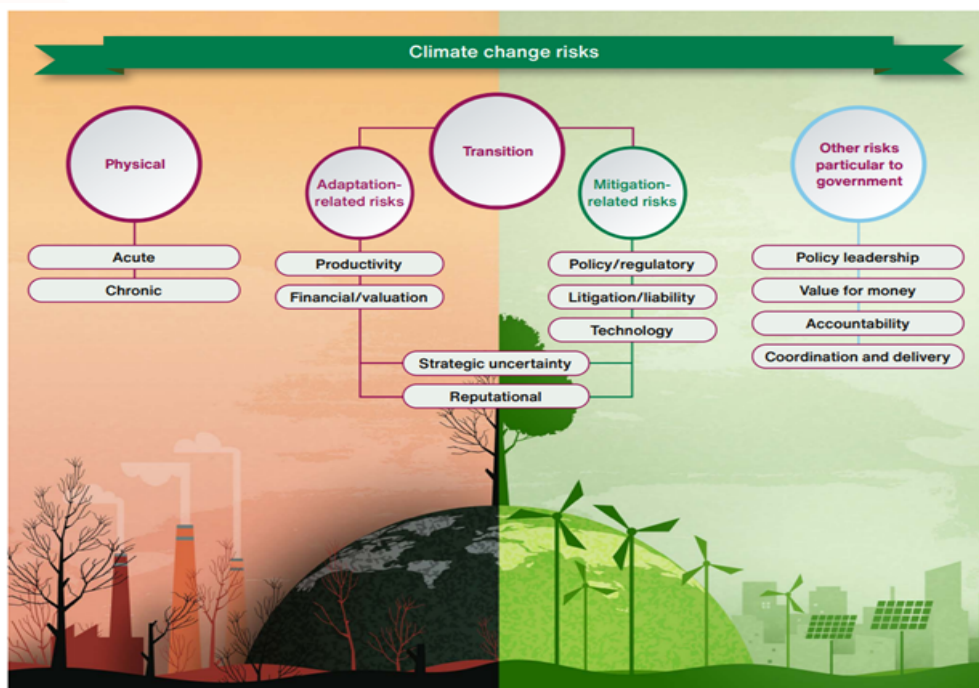 Climate change risks
Physical
Acute
Chronic
Transition
Adaptation-
related risks
Productivity
Financial/valuation
Mitigation-
related risks
Policy/regulatory
Litigation/liability
Technology
Strategic uncertainty
Reputational
Other risks
particular to
government
Policy leadership
Value for money
Accountability
Coordination and delivery